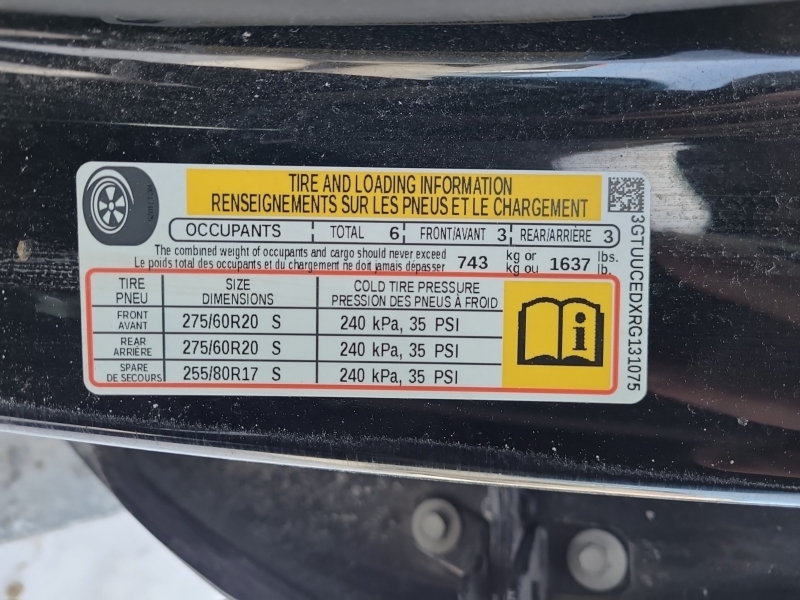 TIRE AND LOADING INFORMATION
RENSEIGNEMENTS SUR LES PNEUS ET LE CHARGEMENT
OCCUPANTS TOTAL 6 FRONT/AVANT 3 REAR/ARRIÈRE 3
The combined weight of occupants and cargo should never exceed 743 kg or 1637 lbs.
Le poids total des occupants et du chargement ne doit jamais dépasser kg ou lb.
TIRE SIZE COLD TIRE PRESSURE
PNEU DIMENSIONS PRESSION DES PNEUS À FROID
FRONT
AVANT 275/60R20 S 240 kPa, 35 PSI
REAR
ARRIÈRE 275/60R20 S 240 kPa, 35 PSI
SPARE
DE SECOURS 255/80R17 S 240 kPa, 35 PSI
3GTUUCEDXRG131075